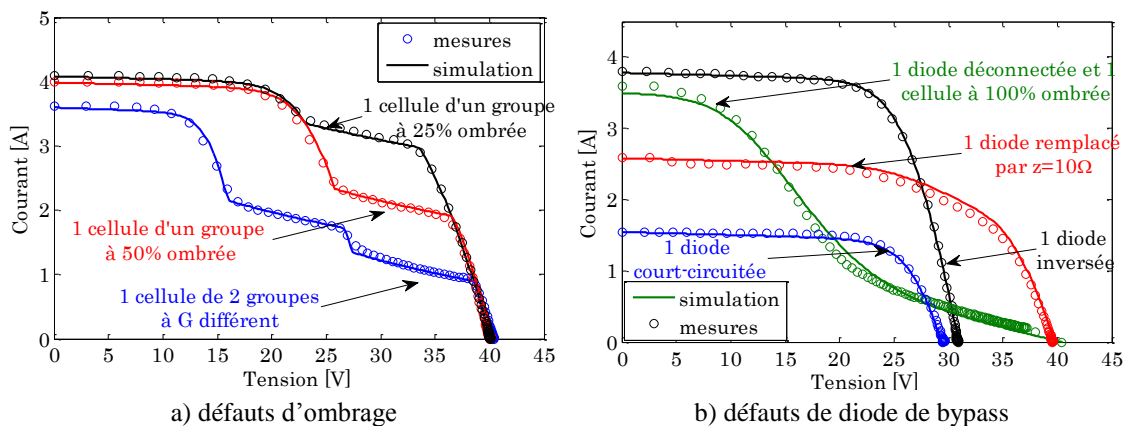 5
4
3
2
1
0
0 5 10 15 20 25 30 35 40 45
Courant [A]
Tension [V]
mesures
simulation
1 cellule d'un groupe
à 25% ombrée
1 cellule d'un groupe
à 50% ombrée
1 cellule de 2 groupes
à G différent
a) défauts d'ombrage
4
3
2
1
0
0 5 10 15 20 25 30 35 40 45
Courant [A]
Tension [V]
1 diode déconnectée et 1
cellule à 100% ombrée
1 diode remplacé
par z=10Ω
1 diode
court-circuitée
1 diode
inversée
simulation
mesures
b) défauts de diode de bypass